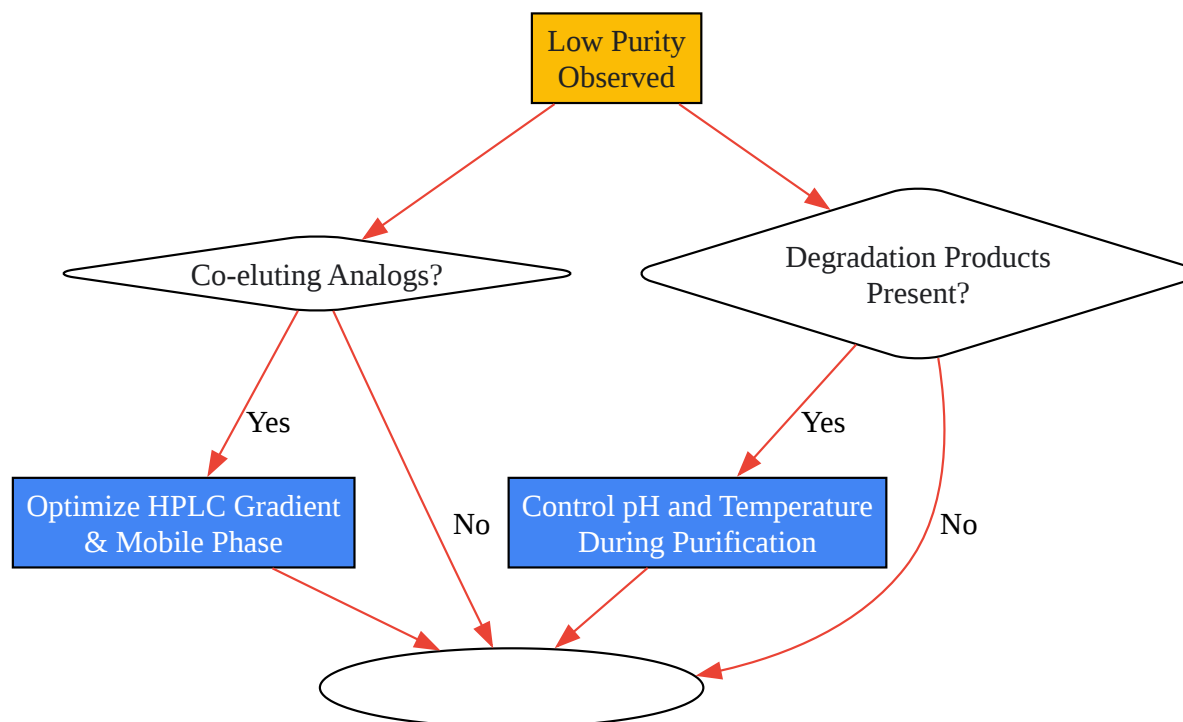 Low Purity
Observed
Co-eluting Analogs?
Degradation Products
Present?
Yes
Yes
Optimize HPLC Gradient
& Mobile Phase
No
Control pH and Temperature
During Purification
No